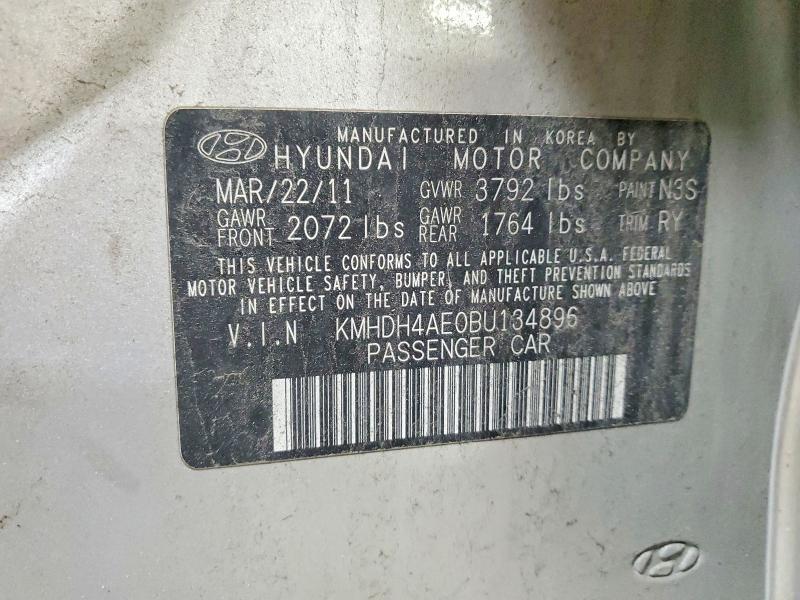 MANUFACTURED IN KOREA BY
HYUNDAI MOTOR COMPANY
MAR/22/11 GVWR 3792 lbs PAINT N3S
GAWR FRONT 2072 lbs GAWR REAR 1764 lbs TRIM RY
THIS VEHICLE CONFORMS TO ALL APPLICABLE U.S.A. FEDERAL
MOTOR VEHICLE SAFETY, BUMPER, AND THEFT PREVENTION STANDARDS
IN EFFECT ON THE DATE OF MANUFACTURE SHOWN ABOVE
V.I.N KMHDH4AE0BU134896
PASSENGER CAR